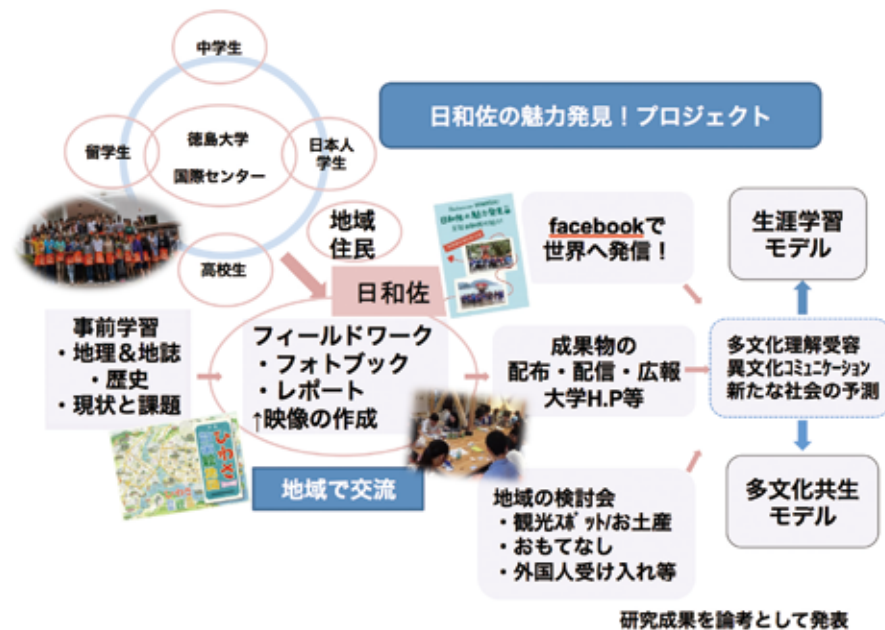 中学生
日和佐の魅力発見！プロジェクト
留学生
徳島大学
国際センター
日本人
学生
地域
住民
高校生
日和佐
facebookで
世界へ発信！
生涯学習
モデル
事前学習
・地理＆地誌
・歴史
・現状と課題
フィールドワーク
・フォトブック
・レポート
↑映像の作成
成果物の
配布・配信・広報
大学H.P等
多文化理解受容
異文化ｺﾐｭﾆｹｰｼｮﾝ
新たな社会の予測
ひわさ
地域で交流
地域の検討会
・観光ｽﾎﾟｯﾄ/お土産
・おもてなし
・外国人受け入れ等
多文化共生
モデル
研究成果を論考として発表